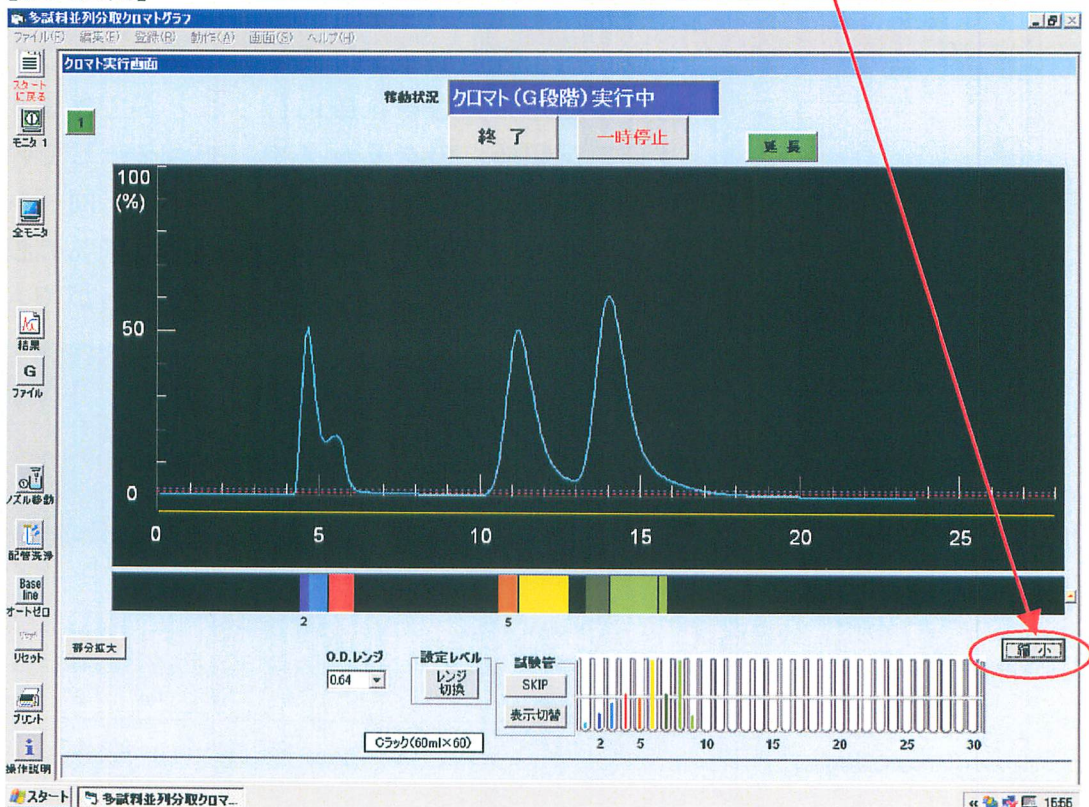 多試料並列分取クロマトグラフ
ファイル(F) 編集(E) 登録(R) 動作(A) 画面(S) ヘルプ(H)
クロマト実行画面
スタート
に戻る
モニタ 1
全モニタ
結果
G
ファイル
ノズル移動
配管洗浄
Base
line
オートゼロ
リセット
プリント
操作説明
1
移動状況
クロマト(G段階)実行中
終 了
一時停止
延 長
100
(%)
50
0
0 5 10 15 20 25
2 5
部分拡大
O.D.レンジ
0.64
設定レベル
レンジ
切換
試験管
SKIP
表示切替
縮 小
2 5 10 15 20 25 30
Cラック(60ml×60)
スタート
多試料並列分取クロマ...
15:55